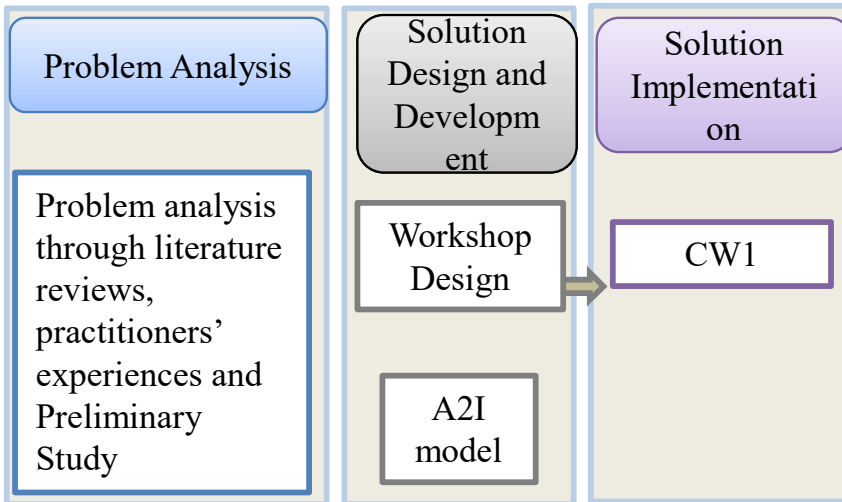 Problem Analysis
Problem analysis
through literature
reviews,
practitioners’
experiences and
Preliminary
Study
Solution
Design and
Developm
ent
Workshop
Design
A2I
model
Solution
Implementati
on
CW1